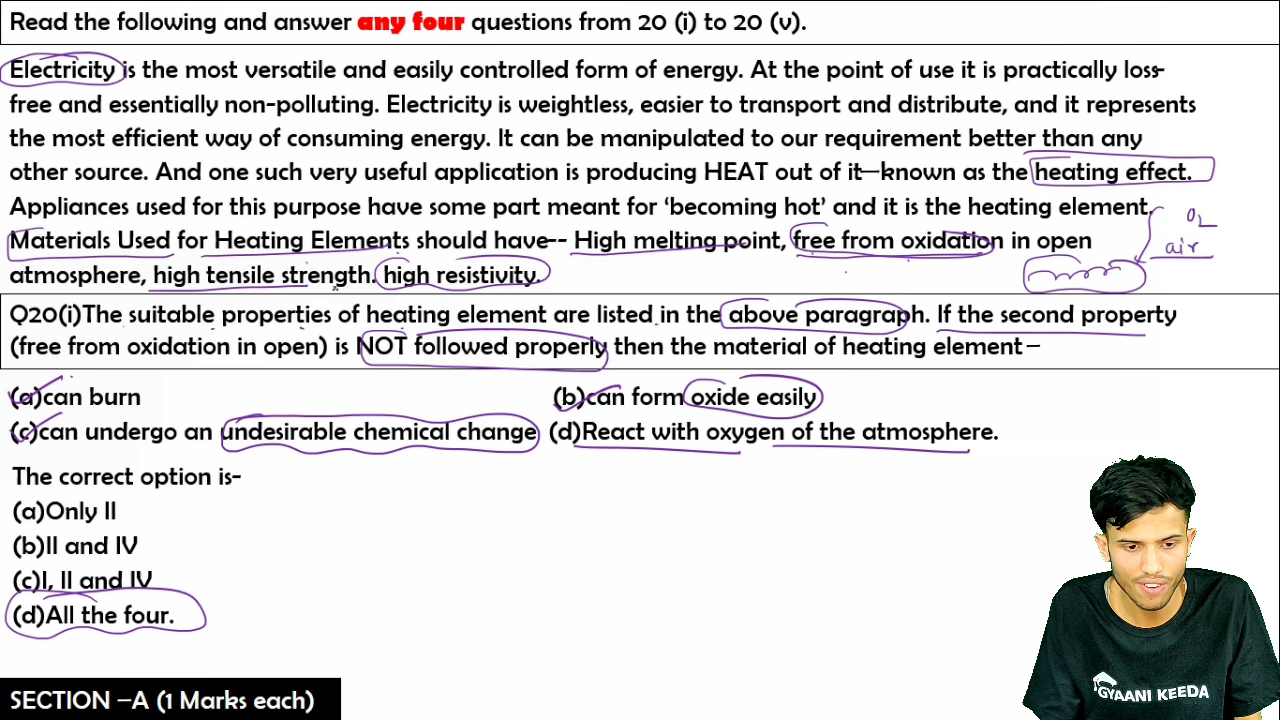 Read the following and answer any four questions from 20 (i) to 20 (v).
Electricity is the most versatile and easily controlled form of energy. At the point of use it is practically loss-
free and essentially non-polluting. Electricity is weightless, easier to transport and distribute, and it represents
the most efficient way of consuming energy. It can be manipulated to our requirement better than any
other source. And one such very useful application is producing HEAT out of it—known as the heating effect.
Appliances used for this purpose have some part meant for ‘becoming hot’ and it is the heating element.
Materials Used for Heating Elements should have-- High melting point, free from oxidation in open
atmosphere, high tensile strength. high resistivity.
O2
air
Q20(i)The suitable properties of heating element are listed in the above paragraph. If the second property
(free from oxidation in open) is NOT followed properly then the material of heating element –
(a)can burn
(b)can form oxide easily
(c)can undergo an undesirable chemical change
(d)React with oxygen of the atmosphere.
The correct option is-
(a)Only II
(b)II and IV
(c)I, II and IV
(d)All the four.
GYAANI KEEDA
SECTION –A (1 Marks each)